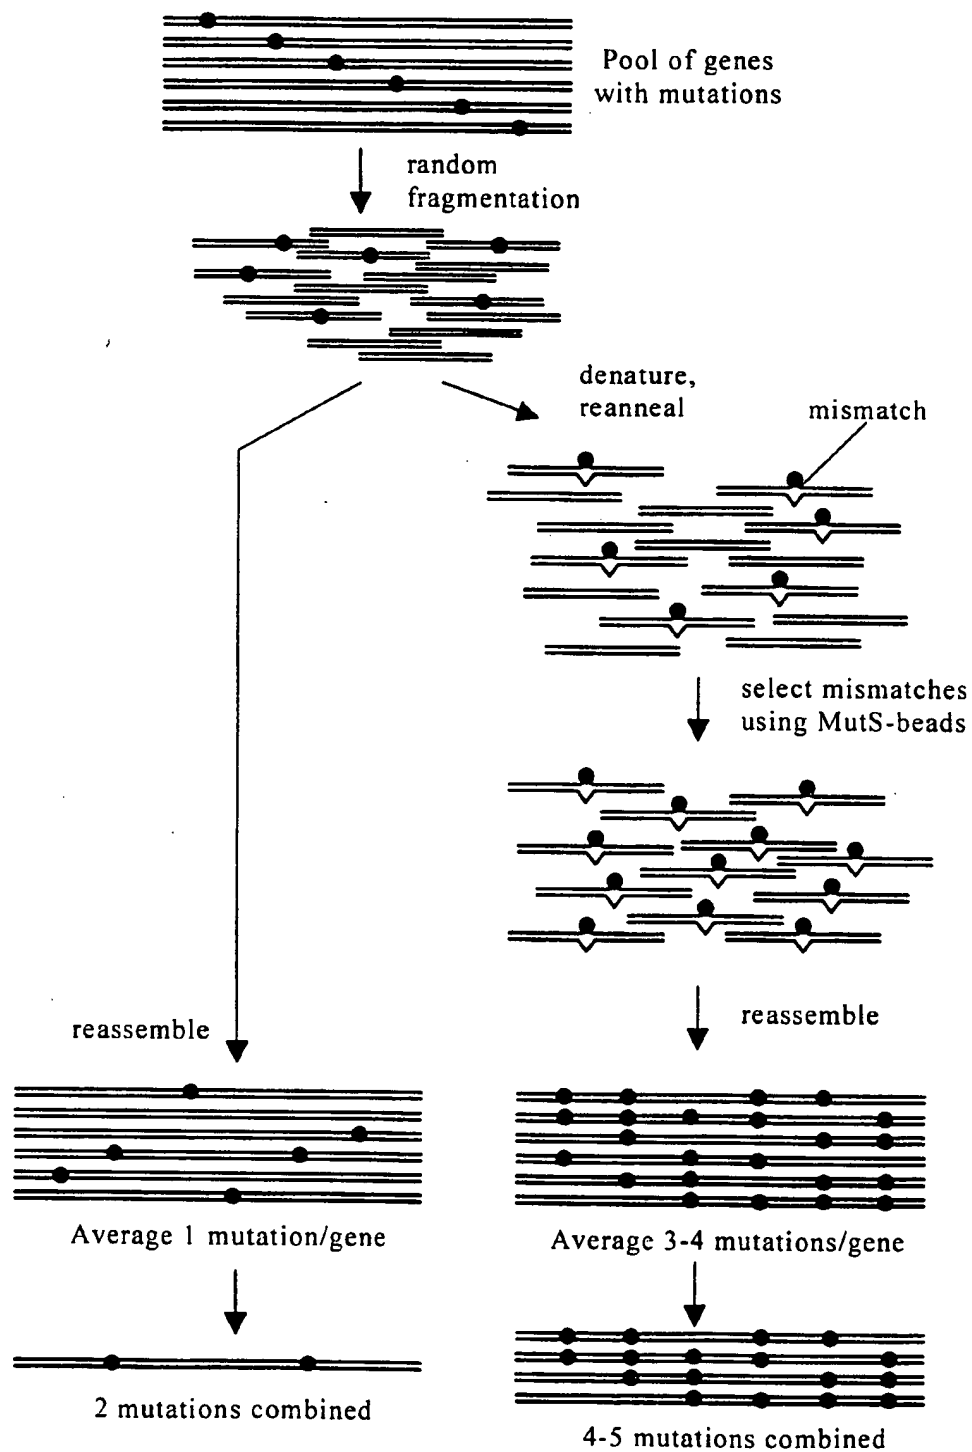 Pool of genes
with mutations
random
fragmentation
denature,
reanneal
mismatch
select mismatches
using MutS-beads
reassemble
reassemble
Average 1 mutation/gene
Average 3-4 mutations/gene
2 mutations combined
4-5 mutations combined